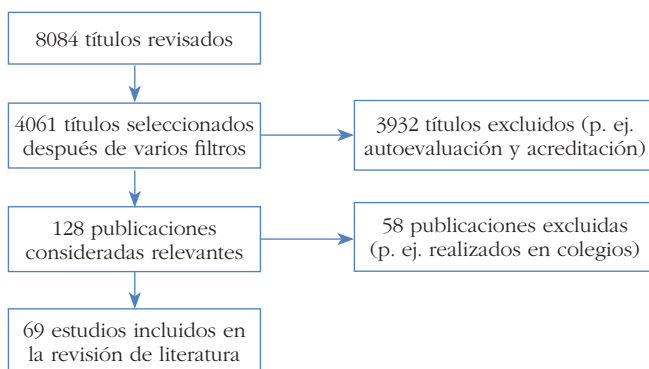 8084 títulos revisados
4061 títulos seleccionados
después de varios filtros
3932 títulos excluidos (p. ej.
autoevaluación y acreditación)
128 publicaciones
consideradas relevantes
58 publicaciones excluidas
(p. ej. realizados en colegios)
69 estudios incluidos en
la revisión de literatura